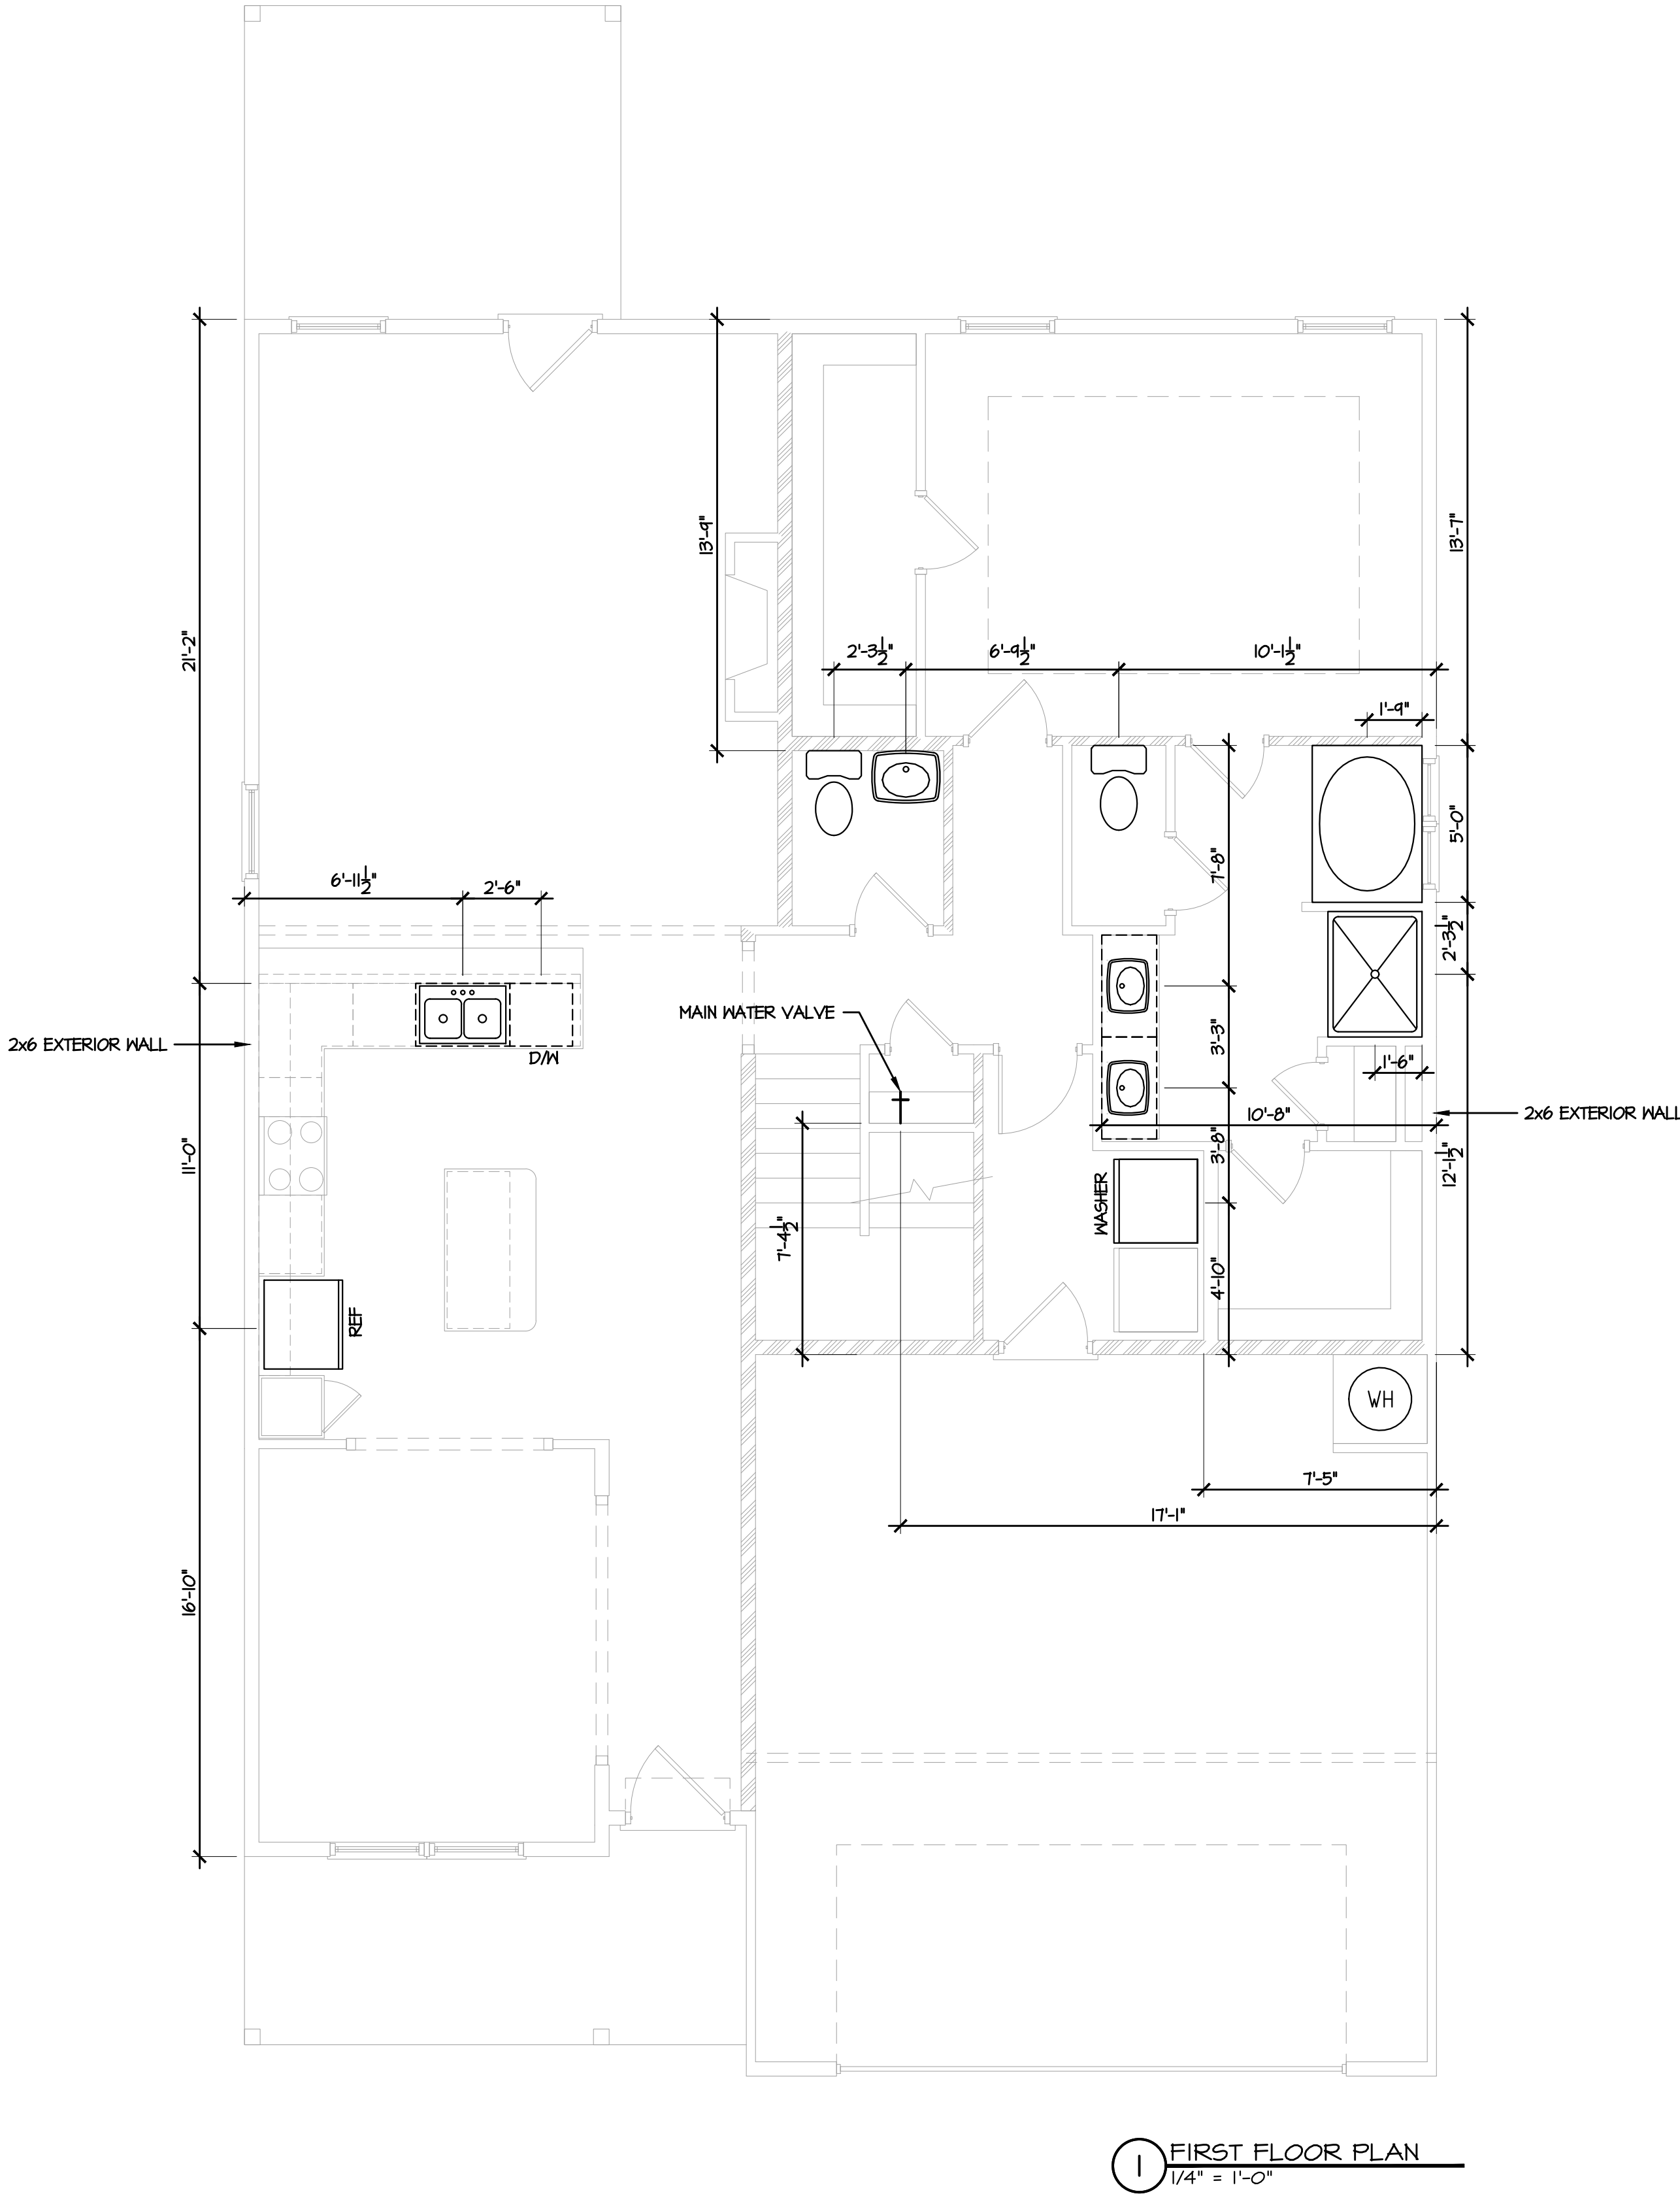 2'-3½"
6'-9½"
10'-1½"
1'-9"
13'-9"
13'-7"
21'-2"
6'-11½"
2'-6"
7'-8"
5'-0"
2'-3½"
MAIN WATER VALVE
2x6 EXTERIOR WALL
D/W
3'-3"
1'-6"
10'-8"
2x6 EXTERIOR WALL
11'-0"
3'-8"
12'-1½"
WASHER
7'-4½"
4'-10"
REF
WH
7'-5"
17'-1"
16'-10"
1
FIRST FLOOR PLAN
1/4" = 1'-0"